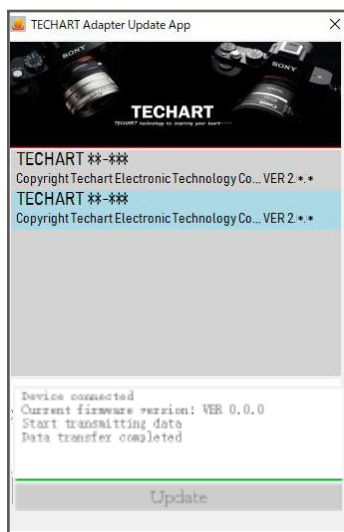 TECHART Adapter Update App
SONY
SONY
TECHART
TECHART technology to inspiring your heart
TECHART **-***
Copyright Techart Electronic Technology Co... VER 2.*.*
TECHART **-***
Copyright Techart Electronic Technology Co... VER 2.*.*
Device connected
Current firmware version: VER 0.0.0
Start transmitting data
Data transfer completed
Update